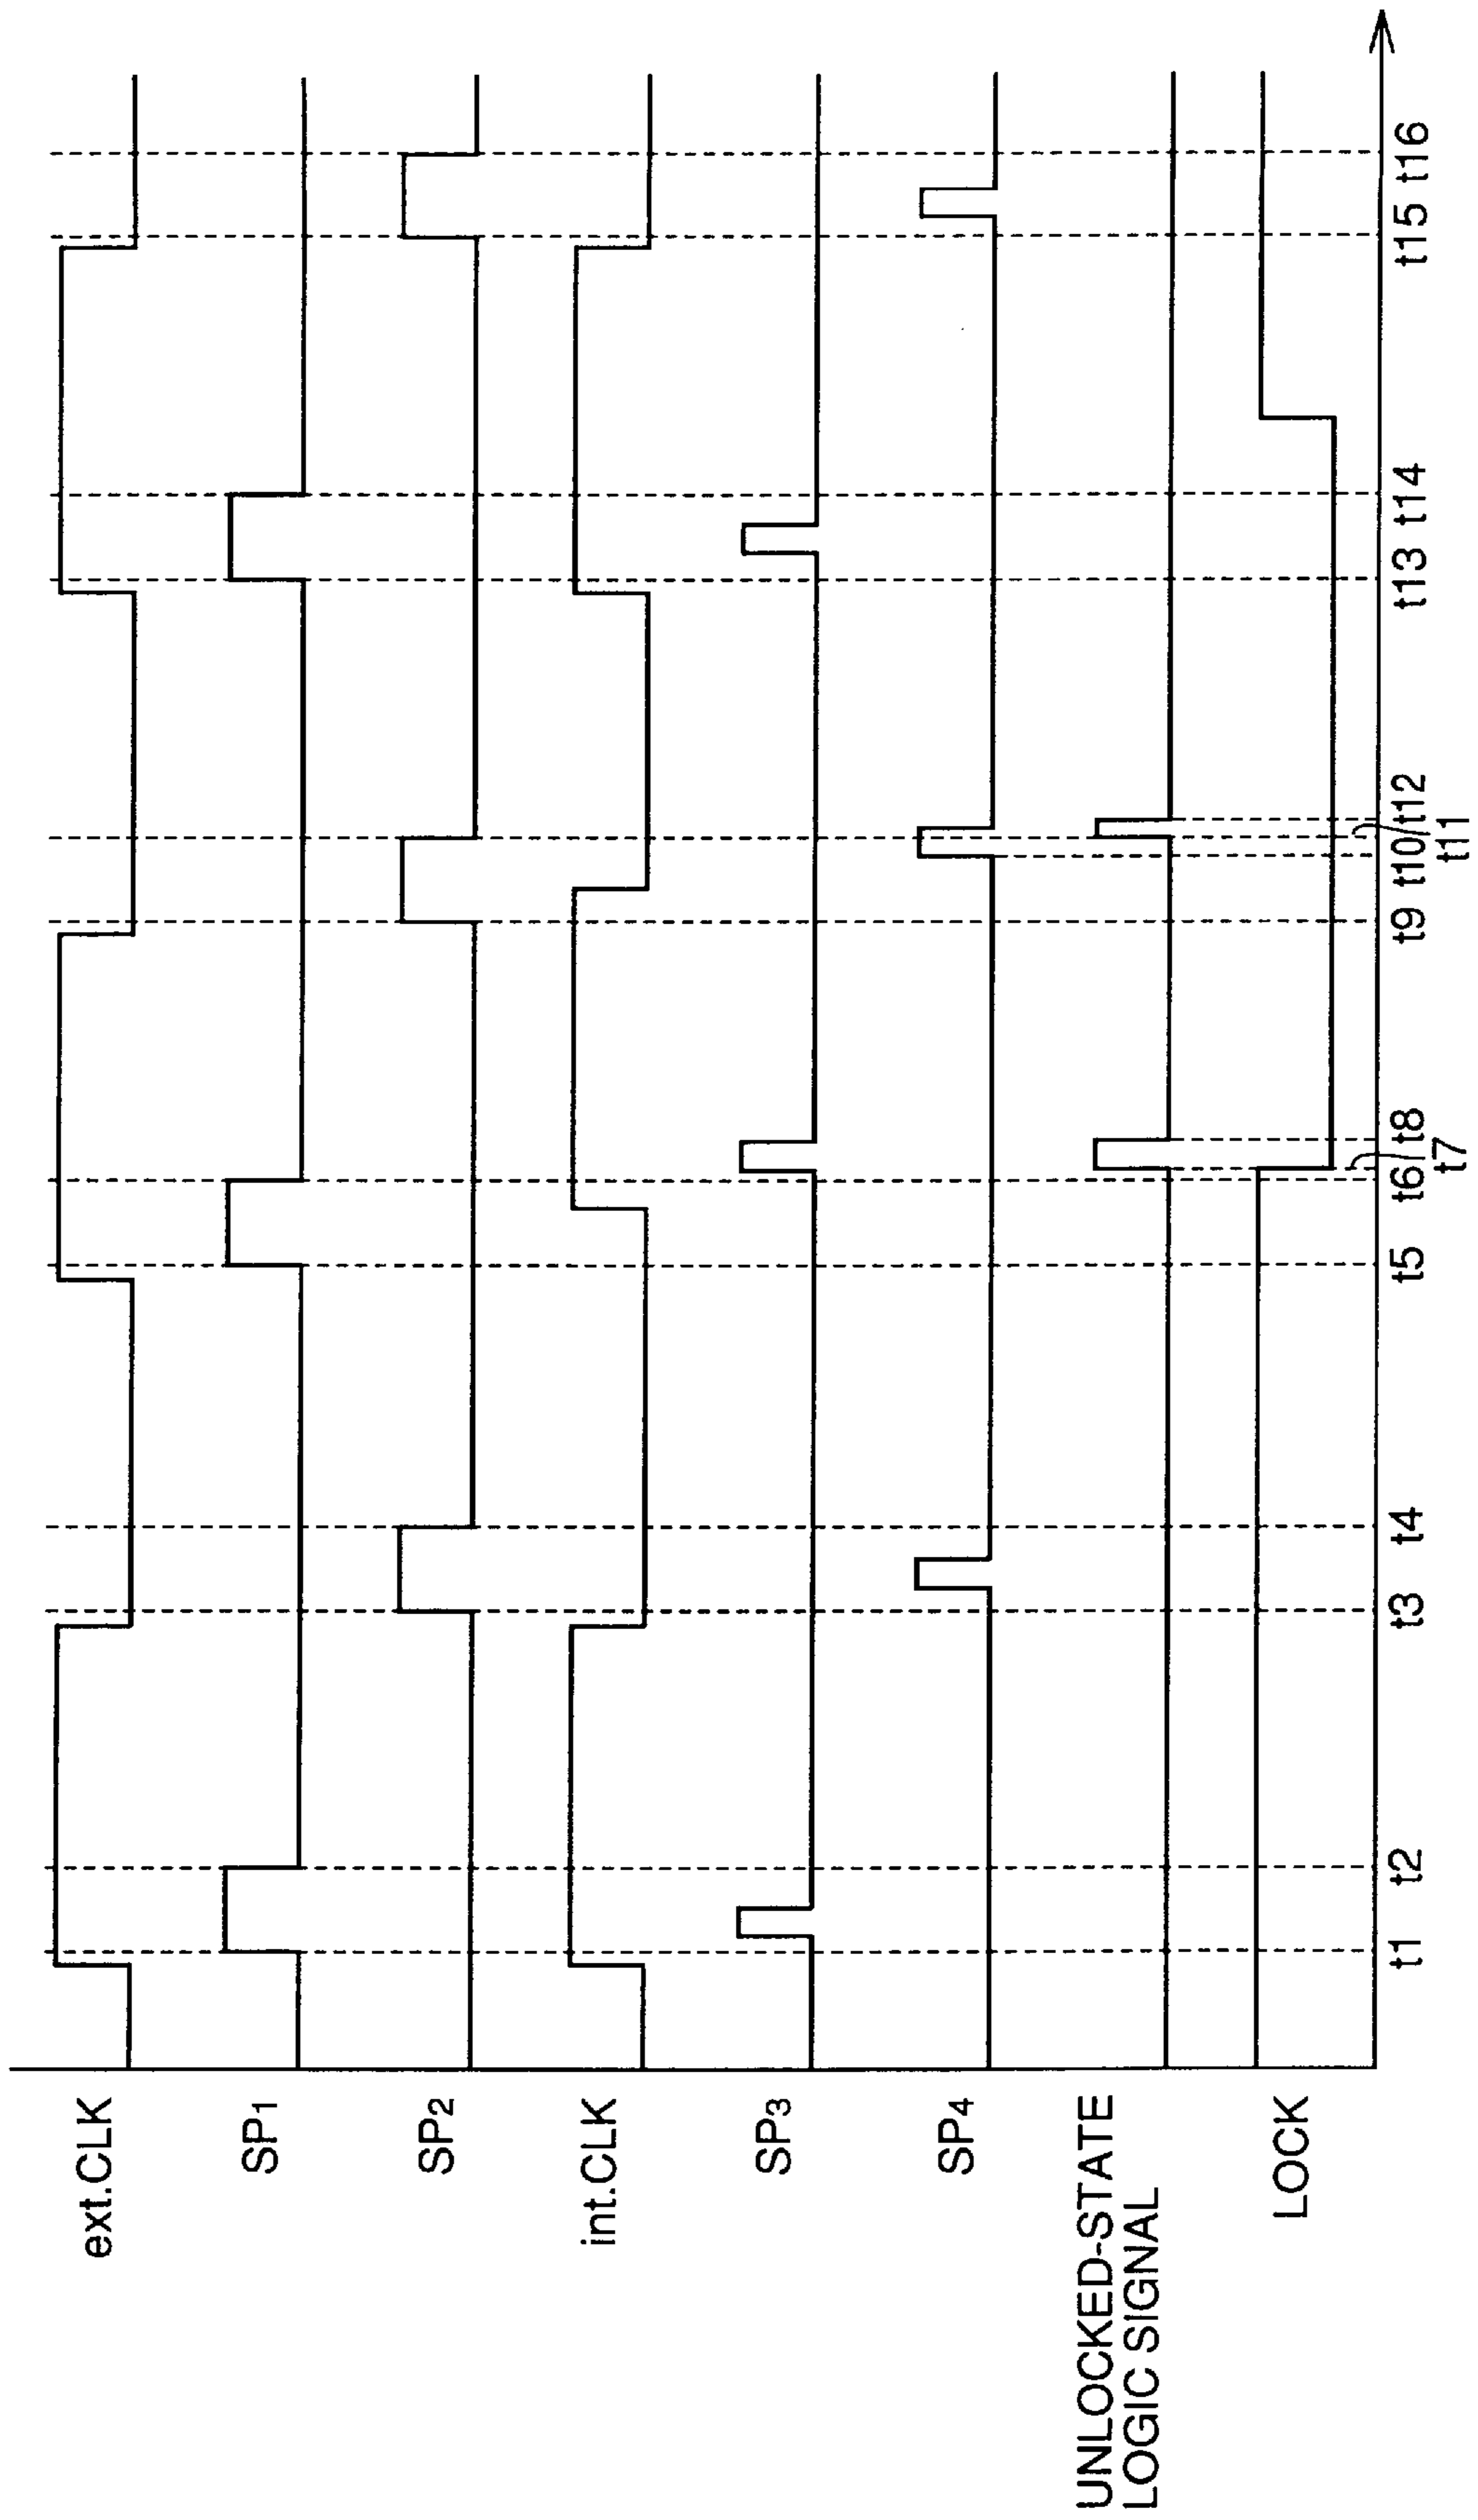 ext.CLK
SP1
SP2
int.CLK
SP3
SP4
UNLOCKED-STATE
LOGIC SIGNAL
LOCK
t1 t2 t3 t4 t5 t6 t8 t9 t10 t12 t13 t14 t15 t16
t7 t11